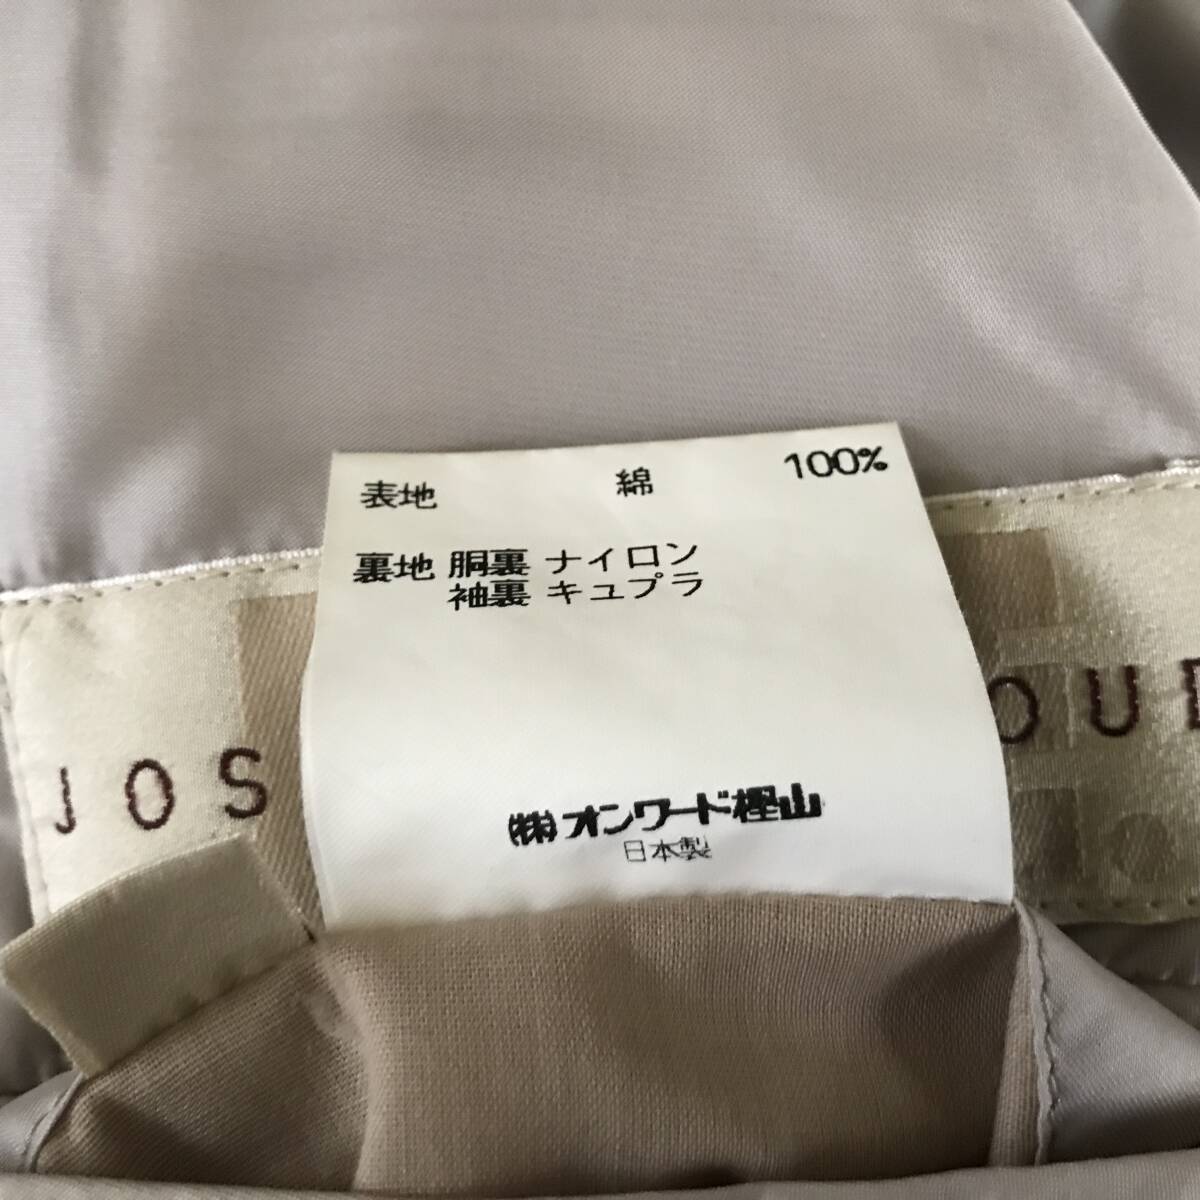 表地 綿 100%
裏地 胴裏 ナイロン
袖裏 キュプラ
JOS OU
㈱オンワード樫山
日本製